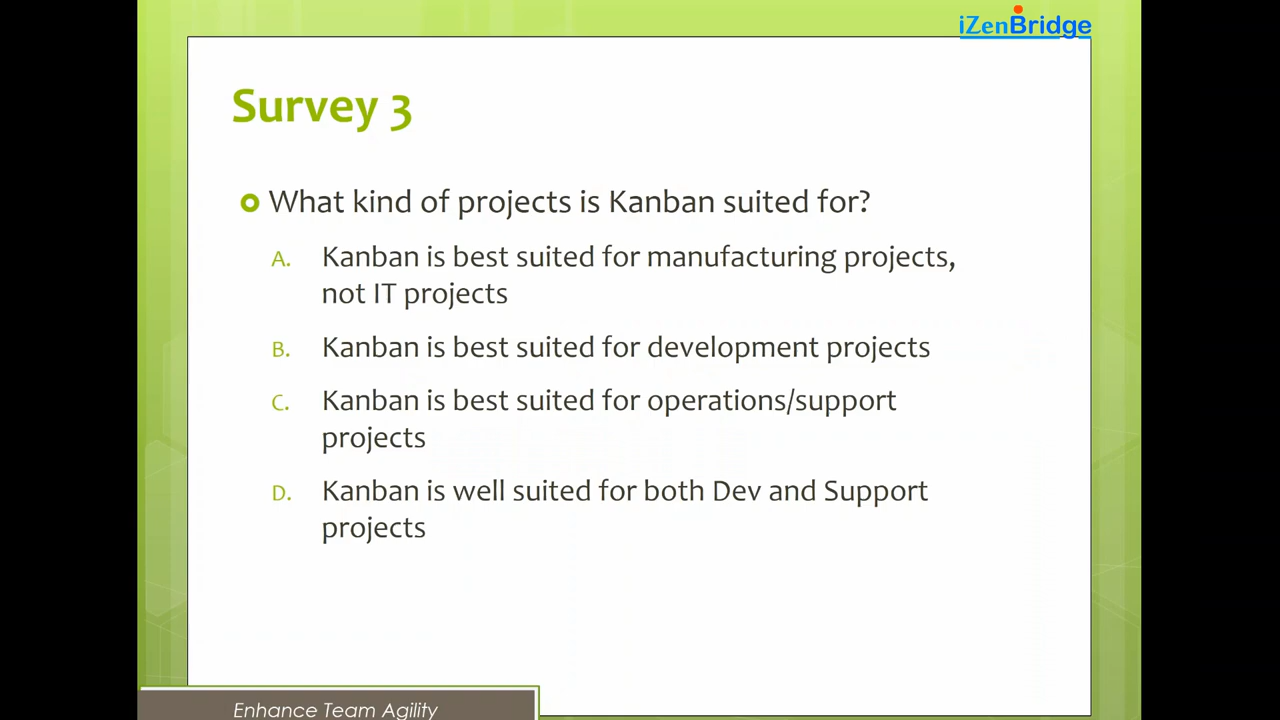 iZenBridge
Survey 3
What kind of projects is Kanban suited for?
A. Kanban is best suited for manufacturing projects,
not IT projects
B. Kanban is best suited for development projects
C. Kanban is best suited for operations/support
projects
D. Kanban is well suited for both Dev and Support
projects
Enhance Team Agility